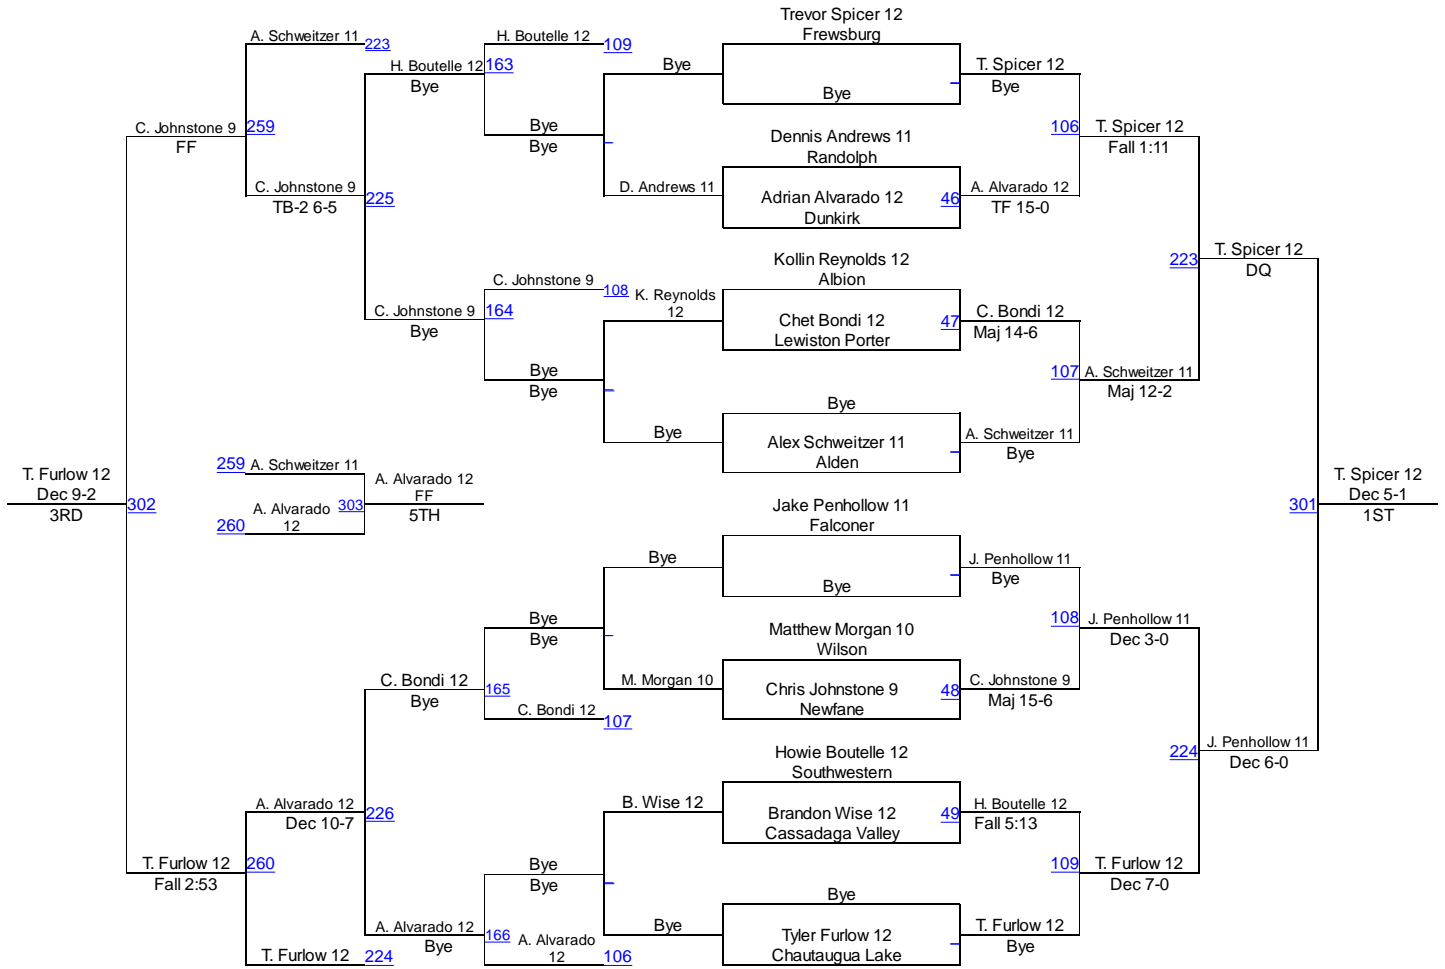 Trevor Spicer 12
Frewsburg
A. Schweitzer 11
223
H. Boutelle 12
109
H. Boutelle 12
163
Bye
Bye
T. Spicer 12
Bye
Bye
C. Johnstone 9
259
FF
Bye
Bye
Dennis Andrews 11
Randolph
106
T. Spicer 12
Fall 1:11
C. Johnstone 9
225
TB-2 6-5
D. Andrews 11
Adrian Alvarado 12
46
Dunkirk
A. Alvarado 12
TF 15-0
Kollin Reynolds 12
Albion
223
T. Spicer 12
DQ
C. Johnstone 9
108
C. Johnstone 9
164
Bye
K. Reynolds
12
Chet Bondi 12
47
Lewiston Porter
C. Bondi 12
Maj 14-6
Bye
Bye
107
A. Schweitzer 11
Maj 12-2
Bye
Bye
Alex Schweitzer 11
Alden
A. Schweitzer 11
Bye
259
A. Schweitzer 11
T. Furlow 12
Dec 9-2
302
3RD
260
A. Alvarado
12
303
A. Alvarado 12
FF
5TH
T. Spicer 12
Dec 5-1
301
1ST
Jake Penhollow 11
Falconer
Bye
Bye
J. Penhollow 11
Bye
Bye
Bye
Matthew Morgan 10
Wilson
108
J. Penhollow 11
Dec 3-0
C. Bondi 12
165
Bye
M. Morgan 10
Chris Johnstone 9
48
Newfane
C. Johnstone 9
Maj 15-6
C. Bondi 12
107
Howie Boutelle 12
Southwestern
224
J. Penhollow 11
Dec 6-0
A. Alvarado 12
226
Dec 10-7
B. Wise 12
Brandon Wise 12
49
Cassadaga Valley
H. Boutelle 12
Fall 5:13
T. Furlow 12
260
Fall 2:53
Bye
Bye
109
T. Furlow 12
Dec 7-0
Bye
A. Alvarado 12
166
Bye
A. Alvarado
12
106
Bye
Tyler Furlow 12
Chautaugua Lake
T. Furlow 12
Bye
T. Furlow 12
224